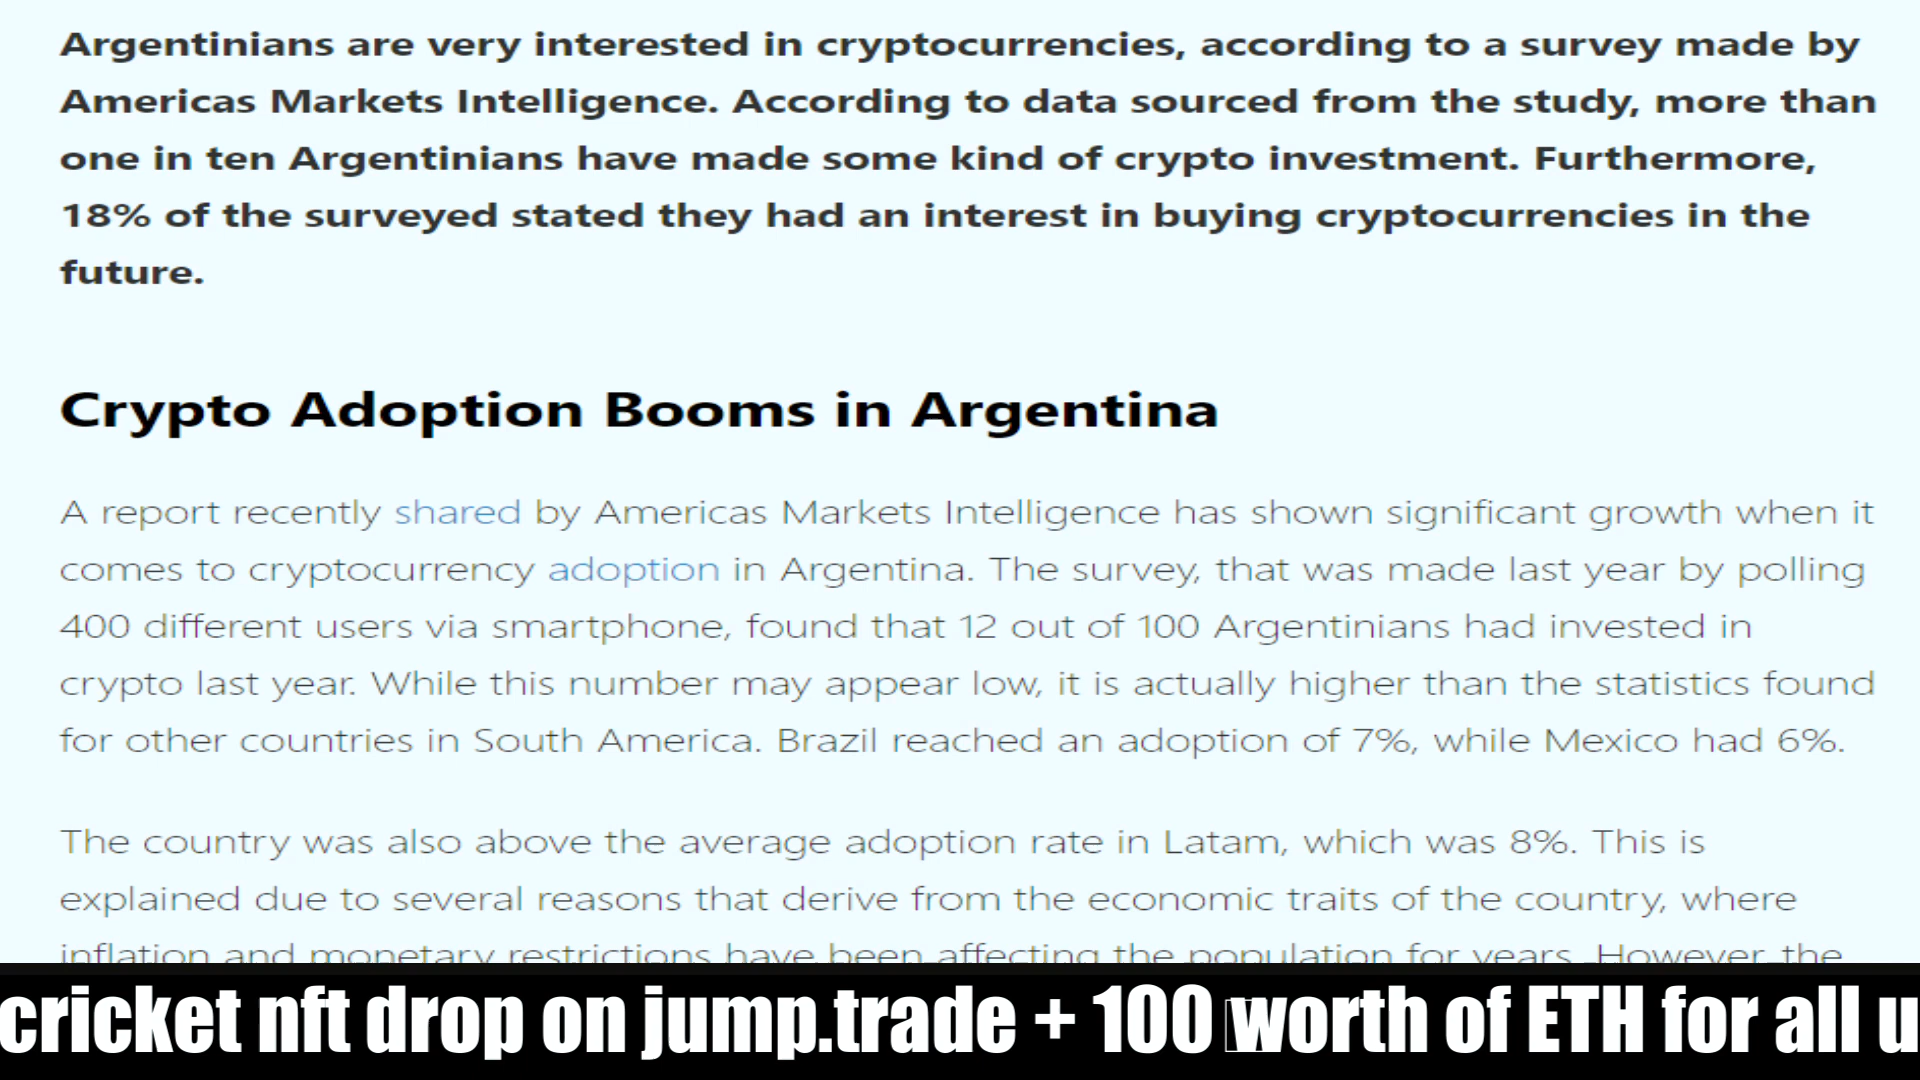 Argentinians are very interested in cryptocurrencies, according to a survey made by
Americas Markets Intelligence. According to data sourced from the study, more than
one in ten Argentinians have made some kind of crypto investment. Furthermore,
18% of the surveyed stated they had an interest in buying cryptocurrencies in the
future.
Crypto Adoption Booms in Argentina
A report recently shared by Americas Markets Intelligence has shown significant growth when it
comes to cryptocurrency adoption in Argentina. The survey, that was made last year by polling
400 different users via smartphone, found that 12 out of 100 Argentinians had invested in
crypto last year. While this number may appear low, it is actually higher than the statistics found
for other countries in South America. Brazil reached an adoption of 7%, while Mexico had 6%.
The country was also above the average adoption rate in Latam, which was 8%. This is
explained due to several reasons that derive from the economic traits of the country, where
inflation and monetary restrictions have been affecting the population for years. However, the
cricket nft drop on jump.trade + 100 worth of ETH for all u